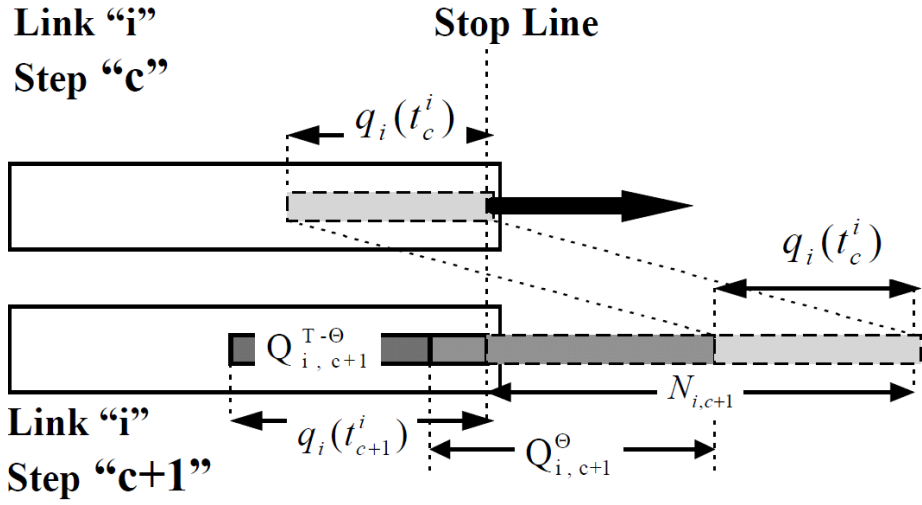 Link “i”
Step “c”
Stop Line
q_i(t_c^i)
q_i(t_c^i)
Q_{i, c+1}^{T-Θ}
N_{i,c+1}
q_i(t_{c+1}^i)
Q_{i, c+1}^{Θ}
Link “i”
Step “c+1”